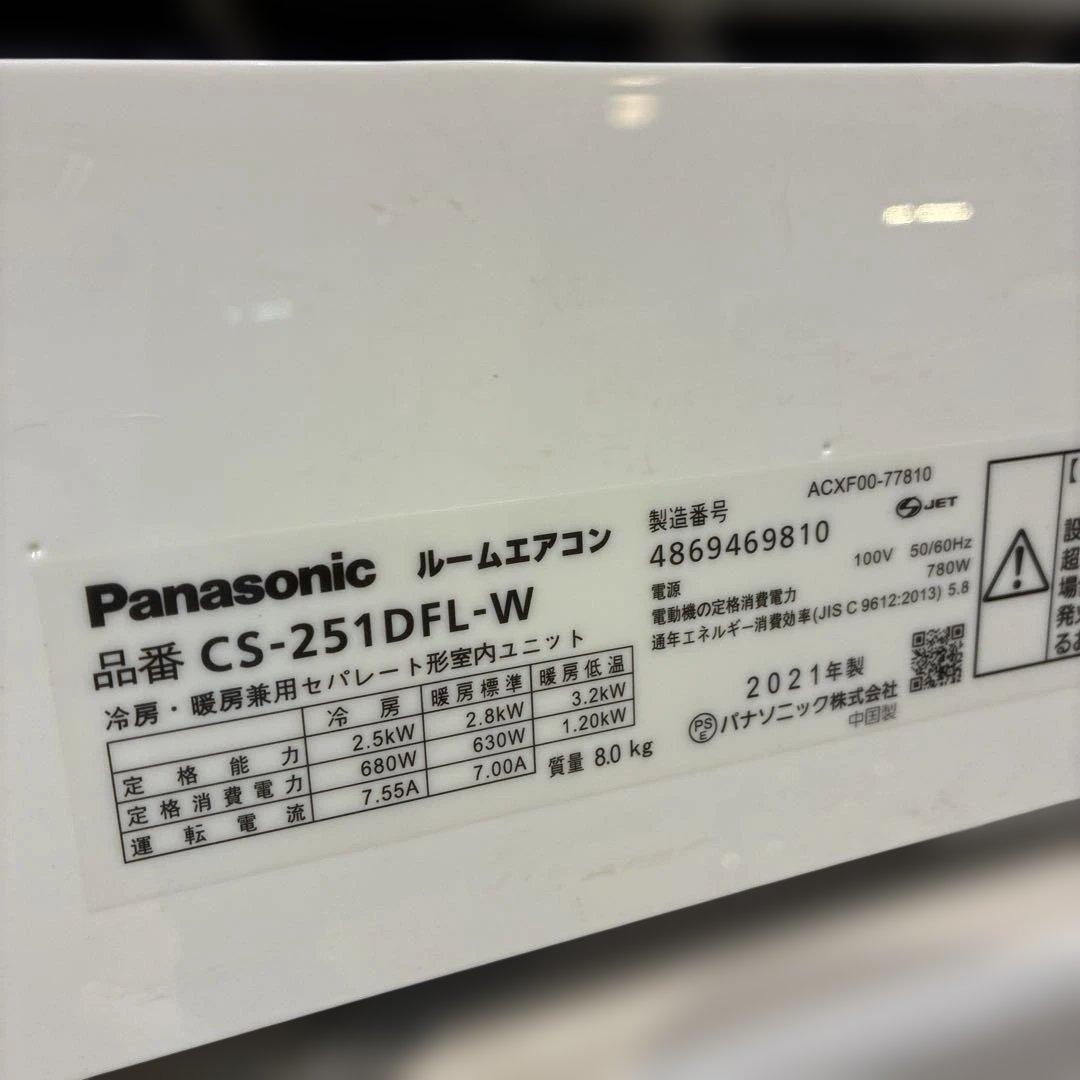 Panasonic ルームエアコン
品番 CS-251DFL-W
冷房・暖房兼用セパレート形室内ユニット
冷房 暖房標準 暖房低温
定格能力 2.5kW 2.8kW 3.2kW
定格消費電力 680W 630W 1.20kW
運転電流 7.55A 7.00A
質量 8.0 kg
ACXF00-77810
製造番号
4869469810
JET
電源 100V 50/60Hz
電動機の定格消費電力 780W
通年エネルギー消費効率(JIS C 9612:2013) 5.8
2021年製
PSE パナソニック株式会社
中国製
【
設
超
場
発